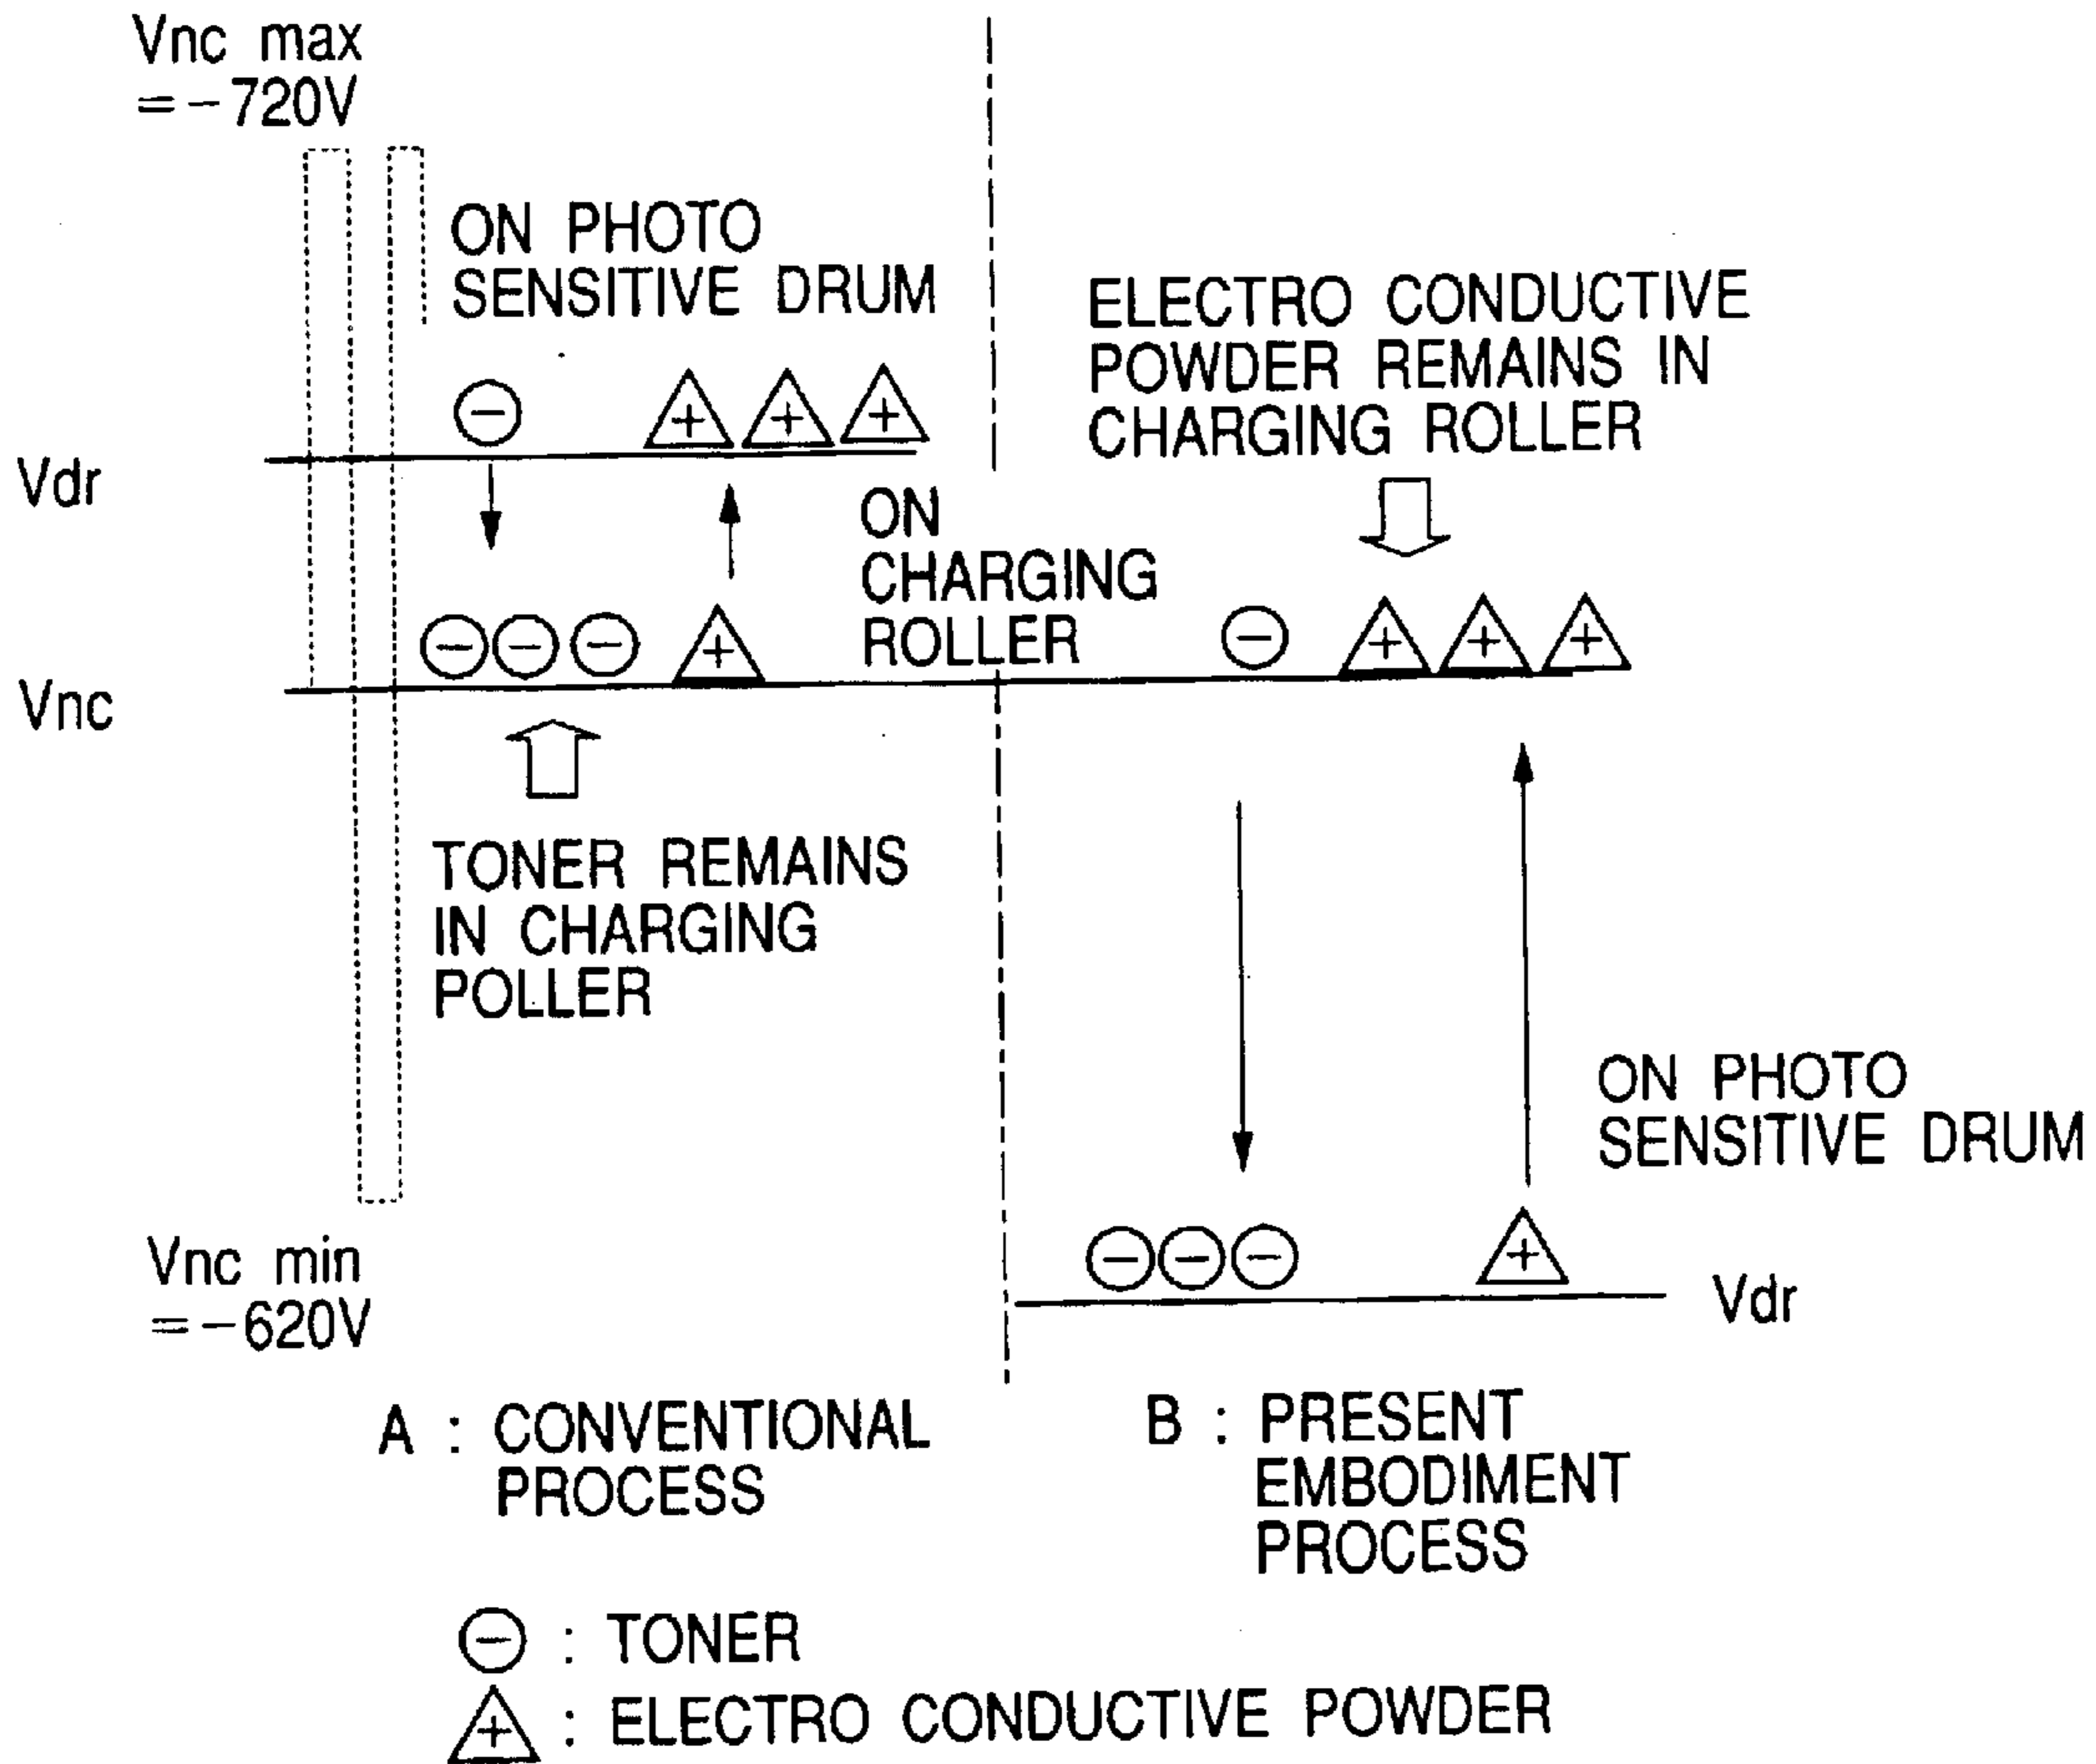 Vnc max
=-720V
ON PHOTO
SENSITIVE DRUM
ELECTRO CONDUCTIVE
POWDER REMAINS IN
CHARGING ROLLER
Vdr
ON
CHARGING
ROLLER
Vnc
TONER REMAINS
IN CHARGING
POLLER
ON PHOTO
SENSITIVE DRUM
Vnc min
=-620V
Vdr
A : CONVENTIONAL
PROCESS
B : PRESENT
EMBODIMENT
PROCESS
⊖ : TONER
+ : ELECTRO CONDUCTIVE POWDER